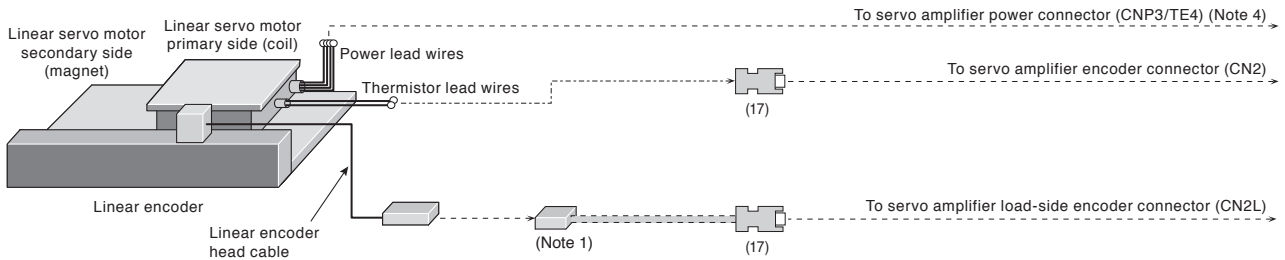 To servo amplifier power connector (CNP3/TE4) (Note 4)
Linear servo motor
secondary side
(magnet)
Linear servo motor
primary side (coil)
Power lead wires
Thermistor lead wires
To servo amplifier encoder connector (CN2)
(17)
Linear encoder
Linear encoder
head cable
(Note 1)
(17)
To servo amplifier load-side encoder connector (CN2L)